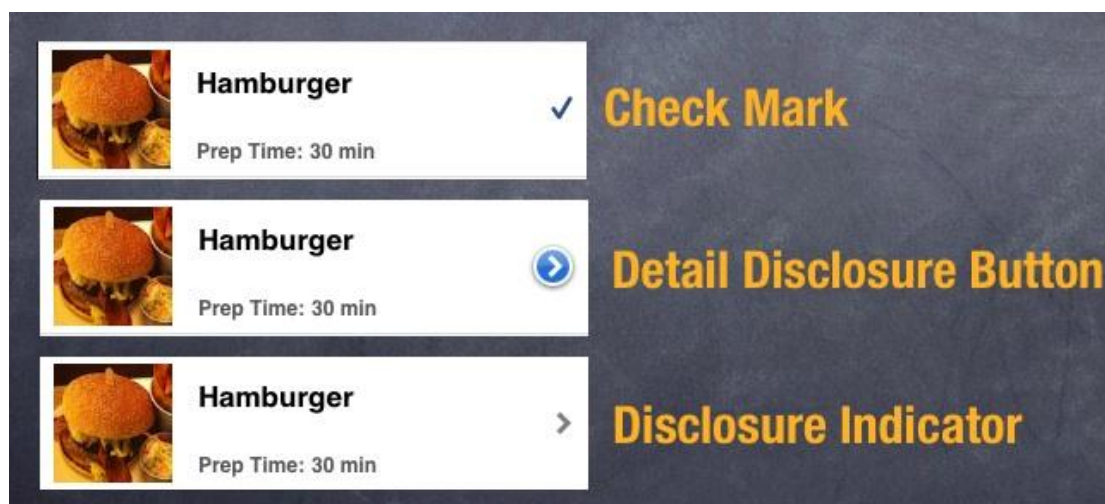 Hamburger
Prep Time: 30 min
Check Mark
Hamburger
Prep Time: 30 min
Detail Disclosure Button
Hamburger
Prep Time: 30 min
Disclosure Indicator